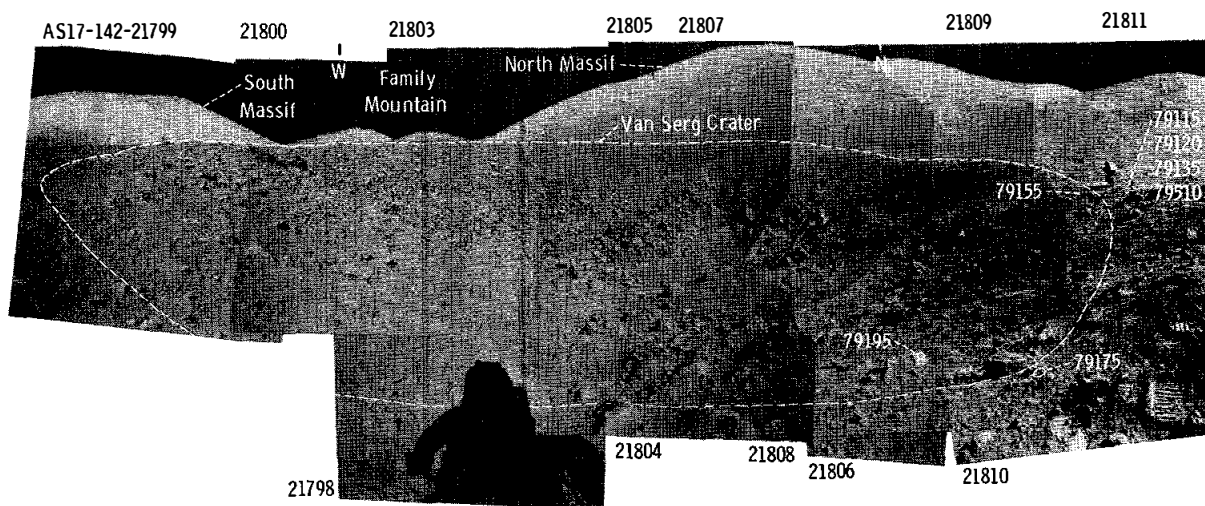 AS17-142-21799 21800 21803 21805 21807 21809 21811
W N
South
Massif
Family
Mountain
North Massif
Van Serg Crater
79115
79120
79135
79155 79510
79195
79175
21804 21808 21806 21810
21798